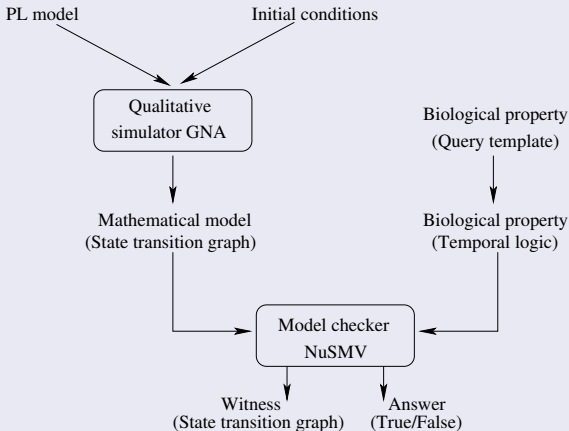 PL model
Initial conditions
Qualitative
simulator GNA
Biological property
(Query template)
Mathematical model
(State transition graph)
Biological property
(Temporal logic)
Model checker
NuSMV
Witness
(State transition graph)
Answer
(True/False)